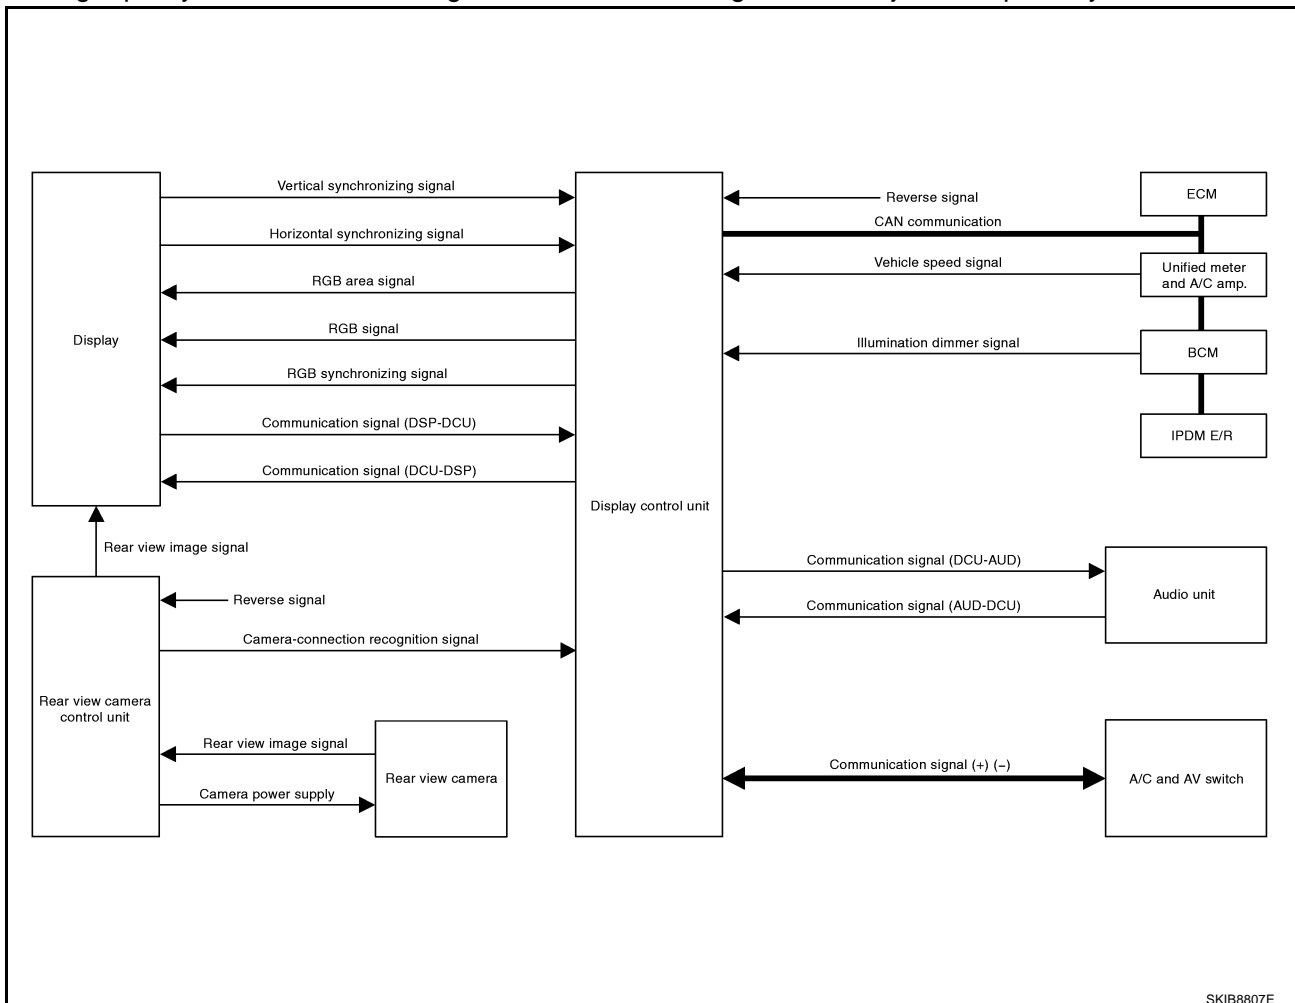 Vertical synchronizing signal
Horizontal synchronizing signal
RGB area signal
RGB signal
RGB synchronizing signal
Communication signal (DSP-DCU)
Communication signal (DCU-DSP)
Display
Rear view image signal
Reverse signal
Camera-connection recognition signal
Rear view camera
control unit
Rear view image signal
Camera power supply
Rear view camera
Display control unit
Reverse signal
CAN communication
Vehicle speed signal
Illumination dimmer signal
ECM
Unified meter
and A/C amp.
BCM
IPDM E/R
Communication signal (DCU-AUD)
Communication signal (AUD-DCU)
Audio unit
Communication signal (+) (−)
A/C and AV switch
SKIB8807E